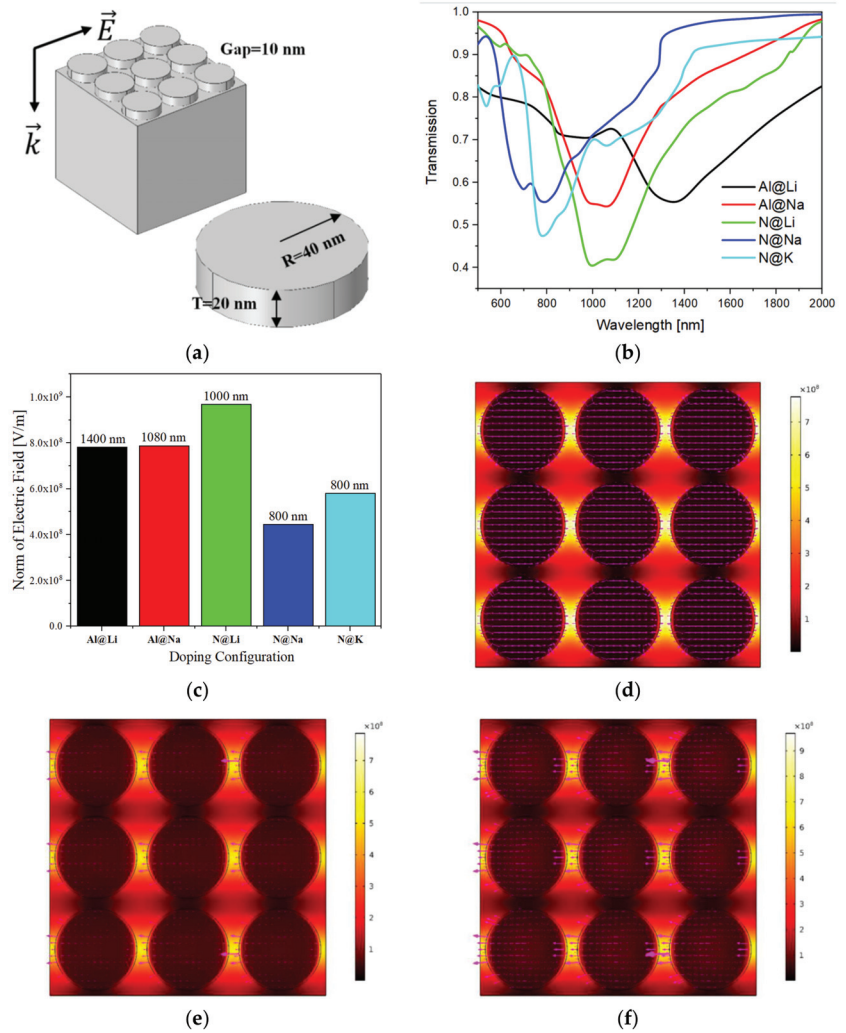 E
Gap=10 nm
k
R=40 nm
T=20 nm
(a)
1.0
0.9
0.8
0.7
0.6
0.5
0.4
Transmission
Al@Li
Al@Na
N@Li
N@Na
N@K
600 800 1000 1200 1400 1600 1800 2000
Wavelength [nm]
(b)
1.0x10⁹
8.0x10⁸
6.0x10⁸
4.0x10⁸
2.0x10⁸
0.0
Norm of Electric Field [V/m]
1400 nm
1080 nm
1000 nm
800 nm
800 nm
Al@Li Al@Na N@Li N@Na N@K
Doping Configuration
(c)
×10⁸
7
6
5
4
3
2
1
(d)
×10⁸
7
6
5
4
3
2
1
(e)
×10⁸
9
8
7
6
5
4
3
2
1
(f)